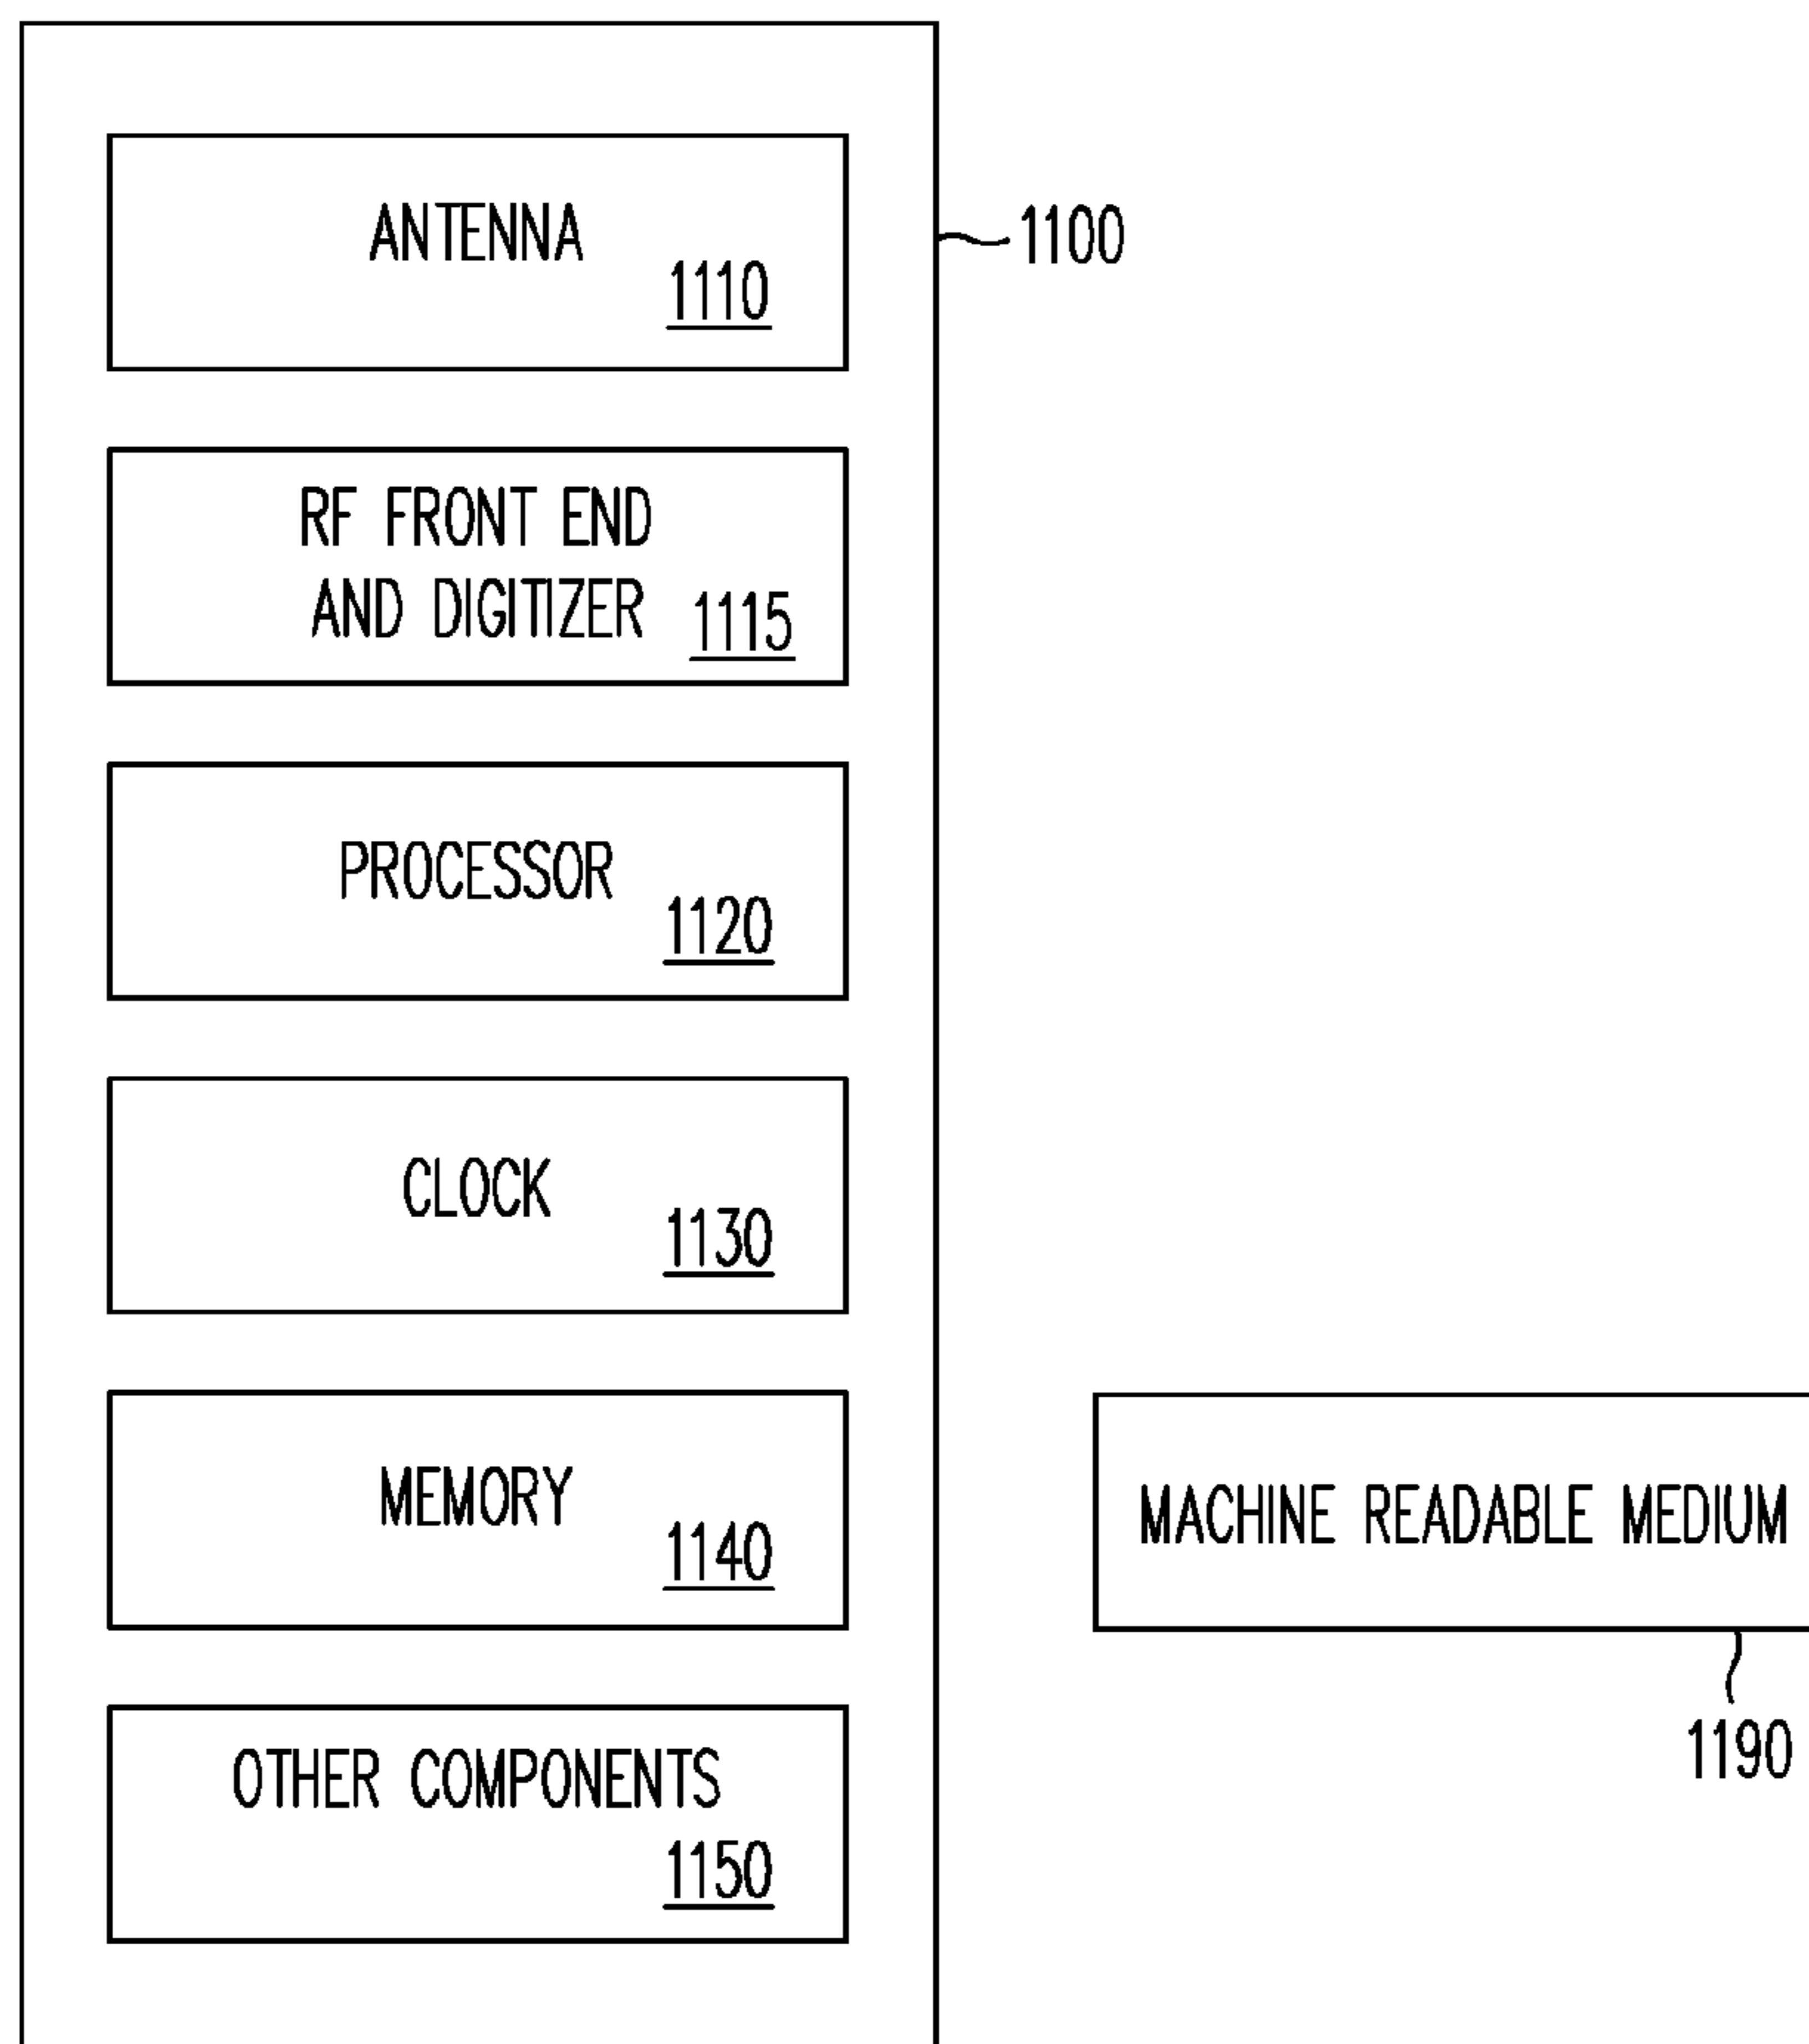 ANTENNA
1110
1100
RF FRONT END
AND DIGITIZER
1115
PROCESSOR
1120
CLOCK
1130
MEMORY
1140
MACHINE READABLE MEDIUM
1190
OTHER COMPONENTS
1150